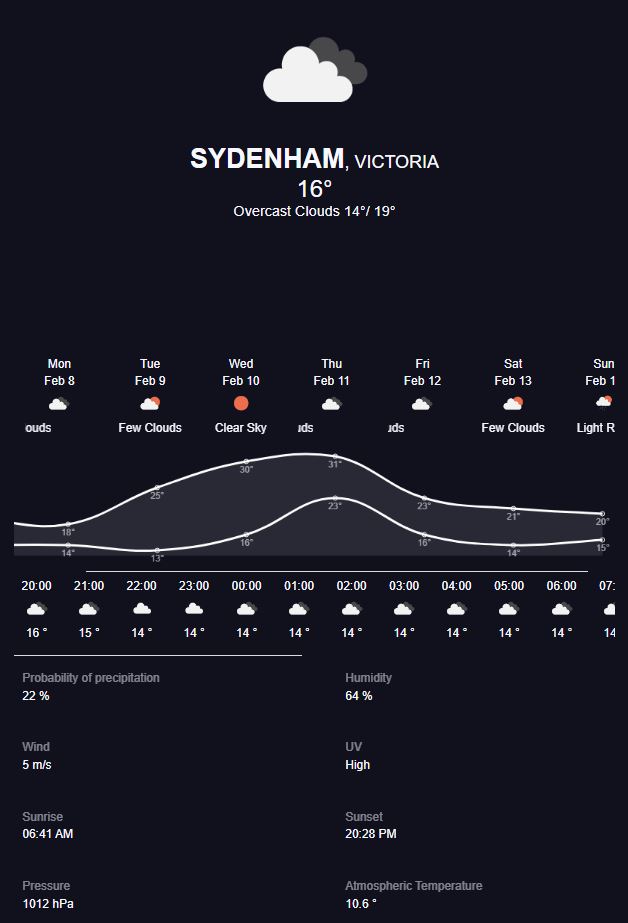 SYDENHAM, VICTORIA
16°
Overcast Clouds 14°/ 19°
Mon Tue Wed Thu Fri Sat Sun
Feb 8 Feb 9 Feb 10 Feb 11 Feb 12 Feb 13 Feb 1
ouds Few Clouds Clear Sky uds uds Few Clouds Light R
18° 25° 30° 31° 23° 21° 20°
14° 13° 16° 23° 16° 14° 15°
20:00 21:00 22:00 23:00 00:00 01:00 02:00 03:00 04:00 05:00 06:00 07:
16 ° 15 ° 14 ° 14 ° 14 ° 14 ° 14 ° 14 ° 14 ° 14 ° 14 ° 14
Probability of precipitation Humidity
22 % 64 %
Wind UV
5 m/s High
Sunrise Sunset
06:41 AM 20:28 PM
Pressure Atmospheric Temperature
1012 hPa 10.6 °